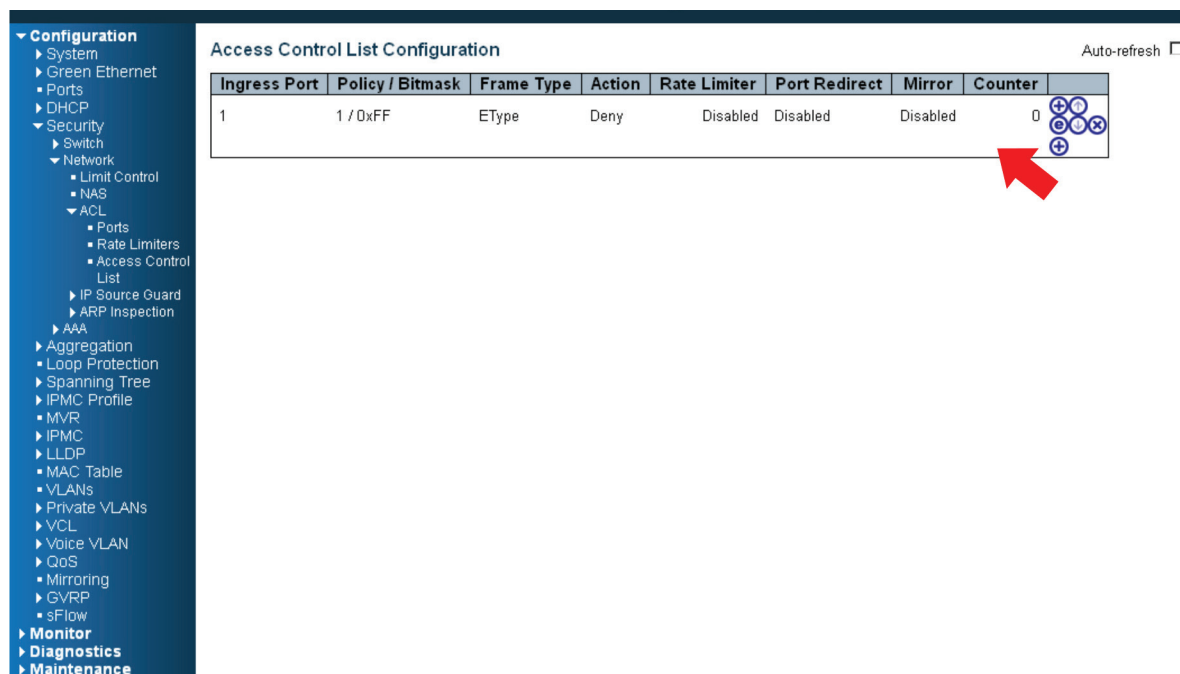 Configuration
System
Green Ethernet
Ports
DHCP
Security
Switch
Network
Limit Control
NAS
ACL
Ports
Rate Limiters
Access Control
List
IP Source Guard
ARP Inspection
AAA
Aggregation
Loop Protection
Spanning Tree
IPMC Profile
MVR
IPMC
LLDP
MAC Table
VLANs
Private VLANs
VCL
Voice VLAN
QoS
Mirroring
GVRP
sFlow
Monitor
Diagnostics
Maintenance
Access Control List Configuration
Auto-refresh
Ingress Port Policy / Bitmask Frame Type Action Rate Limiter Port Redirect Mirror Counter
1 1 / 0xFF EType Deny Disabled Disabled Disabled 0
e